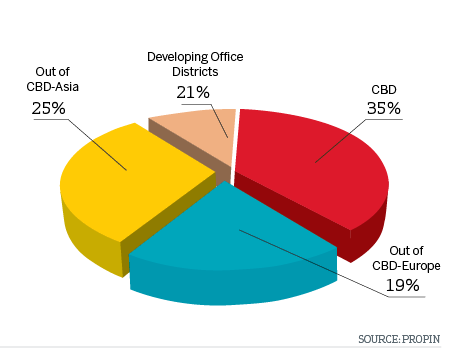 Developing Office
Districts
21%
Out of
CBD-Asia
25%
CBD
35%
Out of
CBD-Europe
19%
SOURCE: PROPIN